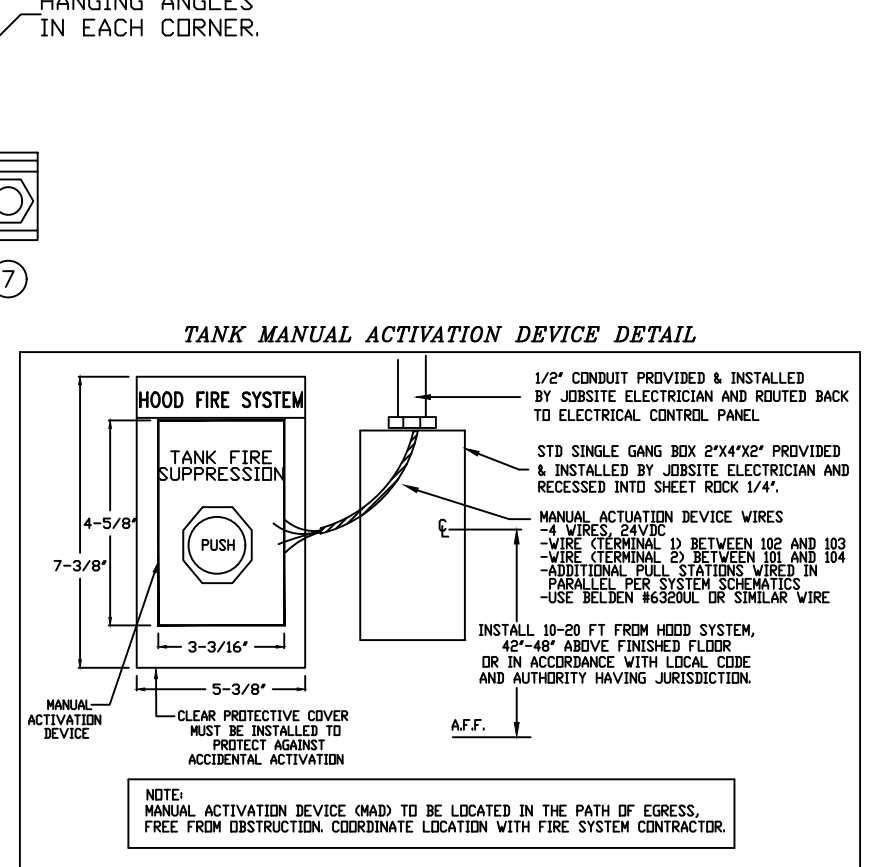 HANGING ANGLES
IN EACH CORNER.
7
TANK MANUAL ACTIVATION DEVICE DETAIL
HOOD FIRE SYSTEM
TANK FIRE
SUPPRESSION
PUSH
4-5/8"
7-3/8"
3-3/16"
5-3/8"
MANUAL
ACTIVATION
DEVICE
CLEAR PROTECTIVE COVER
MUST BE INSTALLED TO
PROTECT AGAINST
ACCIDENTAL ACTIVATION
1/2" CONDUIT PROVIDED & INSTALLED
BY JOBSITE ELECTRICIAN AND ROUTED BACK
TO ELECTRICAL CONTROL PANEL
STD SINGLE GANG BOX 2"X4"X2" PROVIDED
& INSTALLED BY JOBSITE ELECTRICIAN AND
RECESSED INTO SHEET ROCK 1/4".
MANUAL ACTUATION DEVICE WIRES
-4 WIRES, 24VDC
-WIRE (TERMINAL 1) BETWEEN 102 AND 103
-WIRE (TERMINAL 2) BETWEEN 101 AND 104
-ADDITIONAL PULL STATIONS WIRED IN
PARALLEL PER SYSTEM SCHEMATICS
-USE BELDEN #6320UL OR SIMILAR WIRE
℄
INSTALL 10-20 FT FROM HOOD SYSTEM,
42"-48" ABOVE FINISHED FLOOR
OR IN ACCORDANCE WITH LOCAL CODE
AND AUTHORITY HAVING JURISDICTION.
A.F.F.
NOTE:
MANUAL ACTIVATION DEVICE (MAD) TO BE LOCATED IN THE PATH OF EGRESS,
FREE FROM OBSTRUCTION. COORDINATE LOCATION WITH FIRE SYSTEM CONTRACTOR.